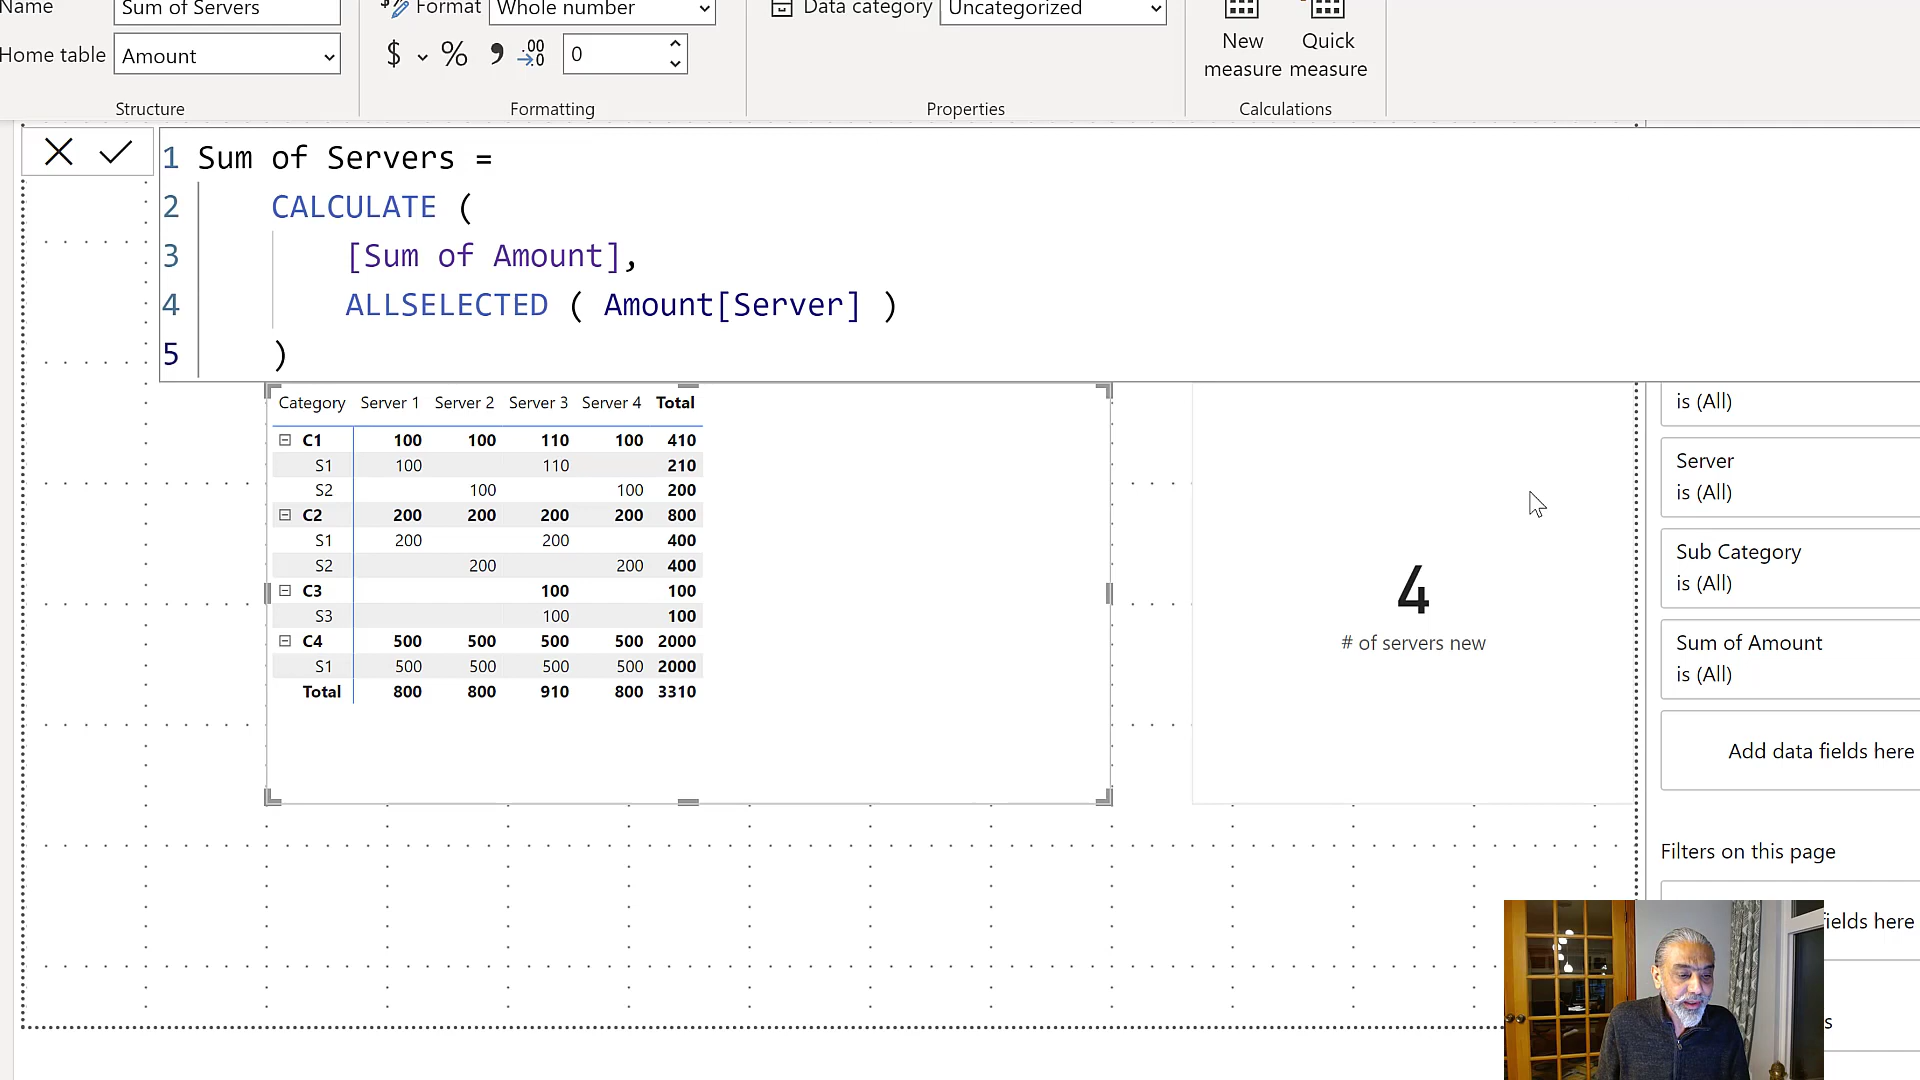 Name Sum of Servers
Format Whole number
Data category Uncategorized
New measure
Quick measure
Home table Amount
$ % , .00 .0 0
Structure
Formatting
Properties
Calculations
1 Sum of Servers =
2 CALCULATE (
3 [Sum of Amount],
4 ALLSELECTED ( Amount[Server] )
5 )
Category Server 1 Server 2 Server 3 Server 4 Total
C1 100 100 110 100 410
S1 100 110 210
S2 100 100 200
C2 200 200 200 200 800
S1 200 200 400
S2 200 200 400
C3 100 100
S3 100 100
C4 500 500 500 500 2000
S1 500 500 500 500 2000
Total 800 800 910 800 3310
4
# of servers new
is (All)
Server
is (All)
Sub Category
is (All)
Sum of Amount
is (All)
Add data fields here
Filters on this page
fields here
s